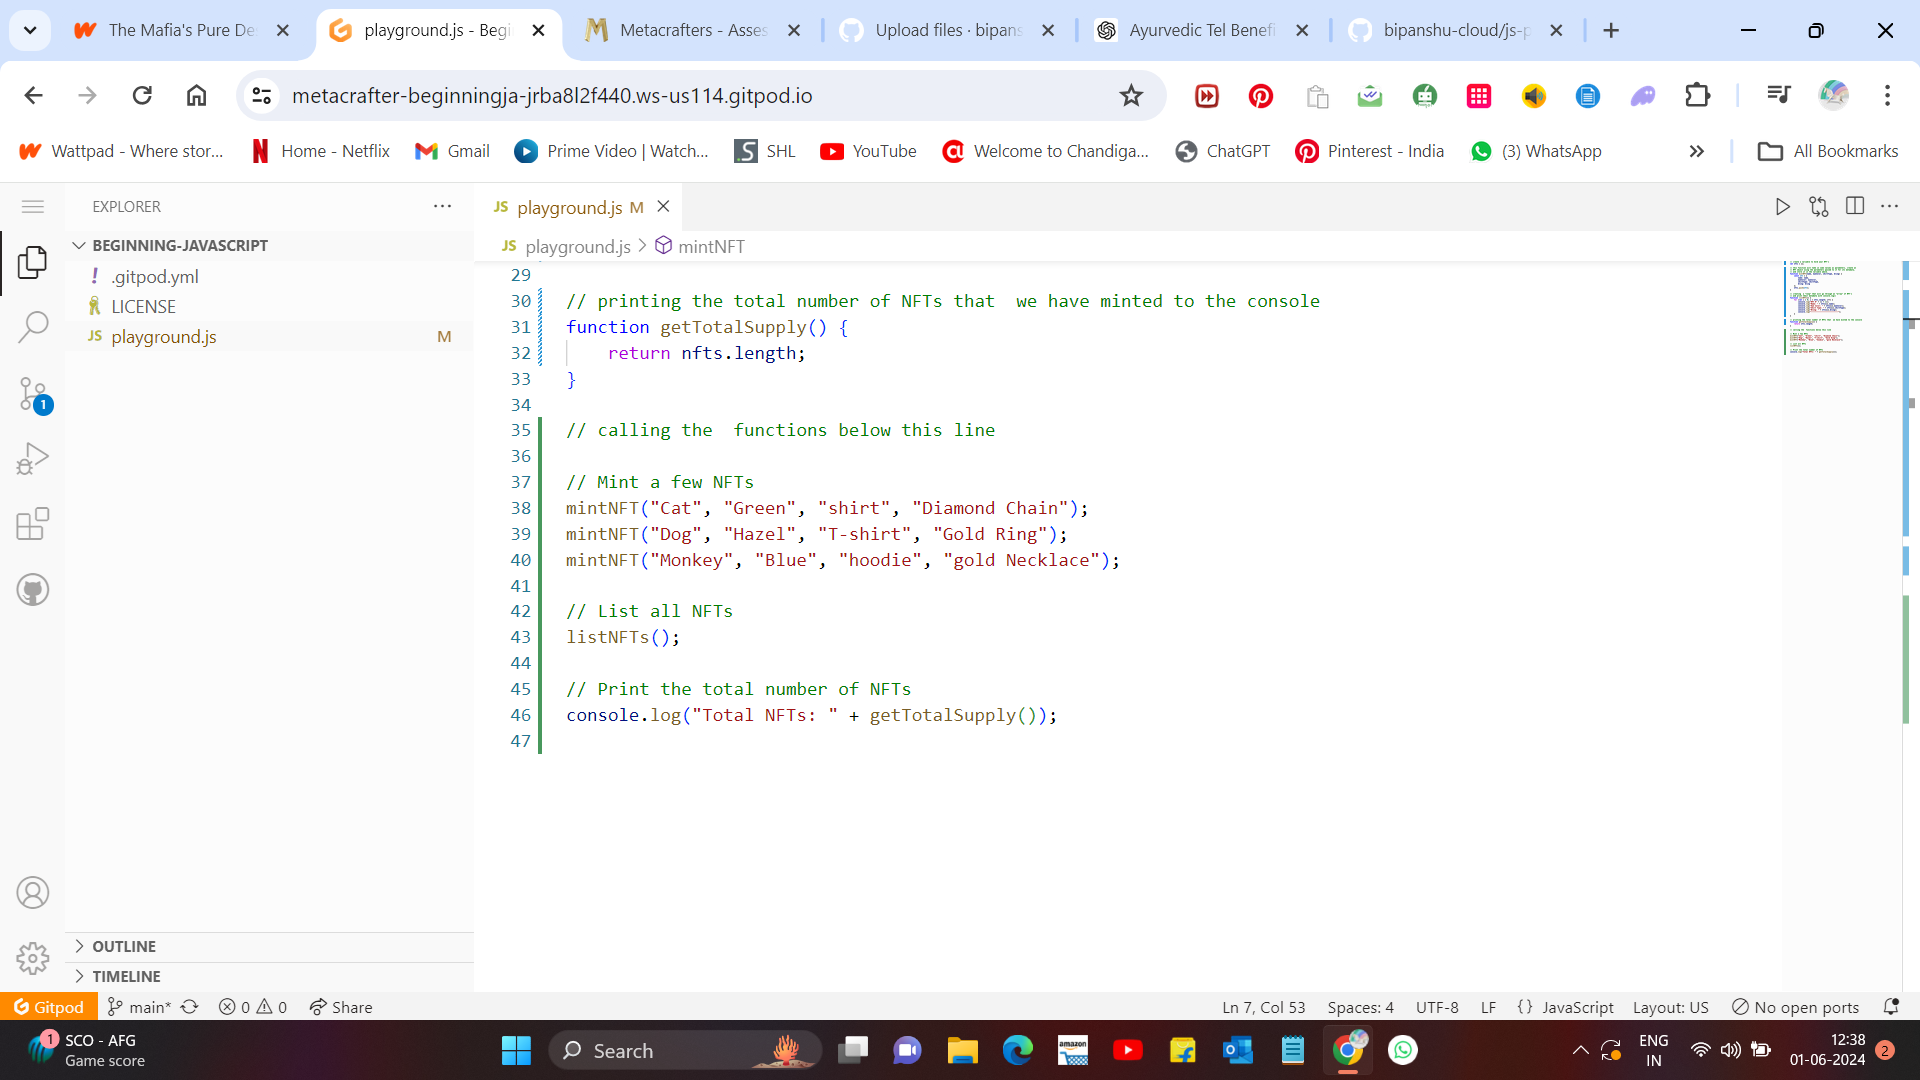 The Mafia's Pure De
playground.js - Begi
Metacrafters - Asses
Upload files · bipans
Ayurvedic Tel Benefi
bipanshu-cloud/js-p
metacrafter-beginningja-jrba8l2f440.ws-us114.gitpod.io
Wattpad - Where stor...
Home - Netflix
Gmail
Prime Video | Watch...
SHL
YouTube
Welcome to Chandiga...
ChatGPT
Pinterest - India
(3) WhatsApp
All Bookmarks
EXPLORER
JS playground.js M
BEGINNING-JAVASCRIPT
JS playground.js > mintNFT
! .gitpod.yml
LICENSE
JS playground.js M
1
29
30 // printing the total number of NFTs that  we have minted to the console
31 function getTotalSupply() {
32     return nfts.length;
33 }
34
35 // calling the  functions below this line
36
37 // Mint a few NFTs
38 mintNFT("Cat", "Green", "shirt", "Diamond Chain");
39 mintNFT("Dog", "Hazel", "T-shirt", "Gold Ring");
40 mintNFT("Monkey", "Blue", "hoodie", "gold Necklace");
41
42 // List all NFTs
43 listNFTs();
44
45 // Print the total number of NFTs
46 console.log("Total NFTs: " + getTotalSupply());
47
OUTLINE
TIMELINE
Gitpod main* 0 0 Share
Ln 7, Col 53 Spaces: 4 UTF-8 LF {} JavaScript Layout: US No open ports
1
SCO - AFG
Game score
Search
amazon
ENG
IN
12:38
01-06-2024
2